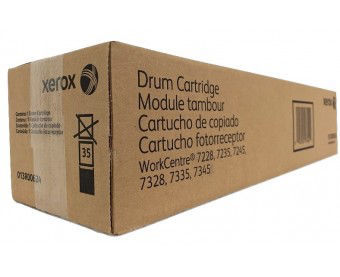 xerox
35
013R00624
Drum Cartridge
Module tambour
Cartucho de copiado
Cartucho fotorreceptor
WorkCentre® 7228, 7235, 7245,
7328, 7335, 7345